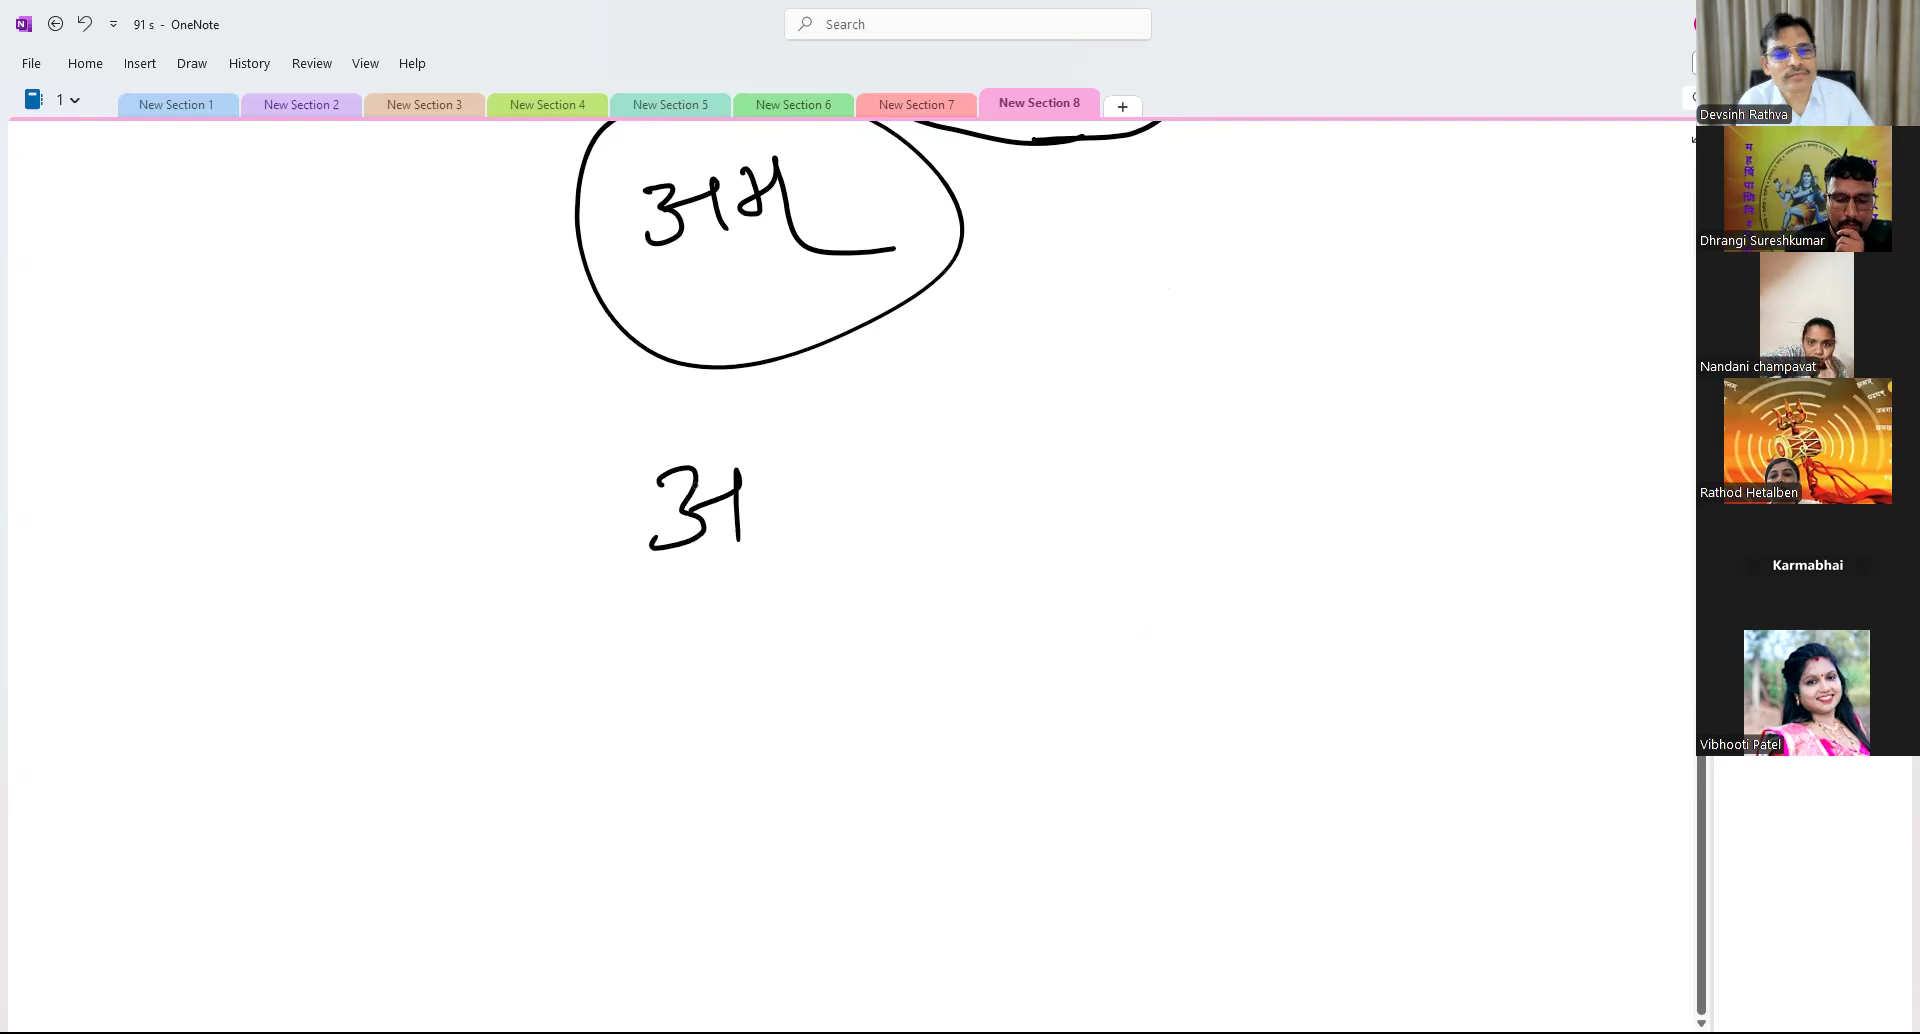 91 s - OneNote
Search
File Home Insert Draw History Review View Help
1 New Section 1 New Section 2 New Section 3 New Section 4 New Section 5 New Section 6 New Section 7 New Section 8 +
अम्
अ
Devsinh Rathva
Dhrangi Sureshkumar
Nandani champavat
Rathod Hetalben
Karmabhai
Vibhooti Patel